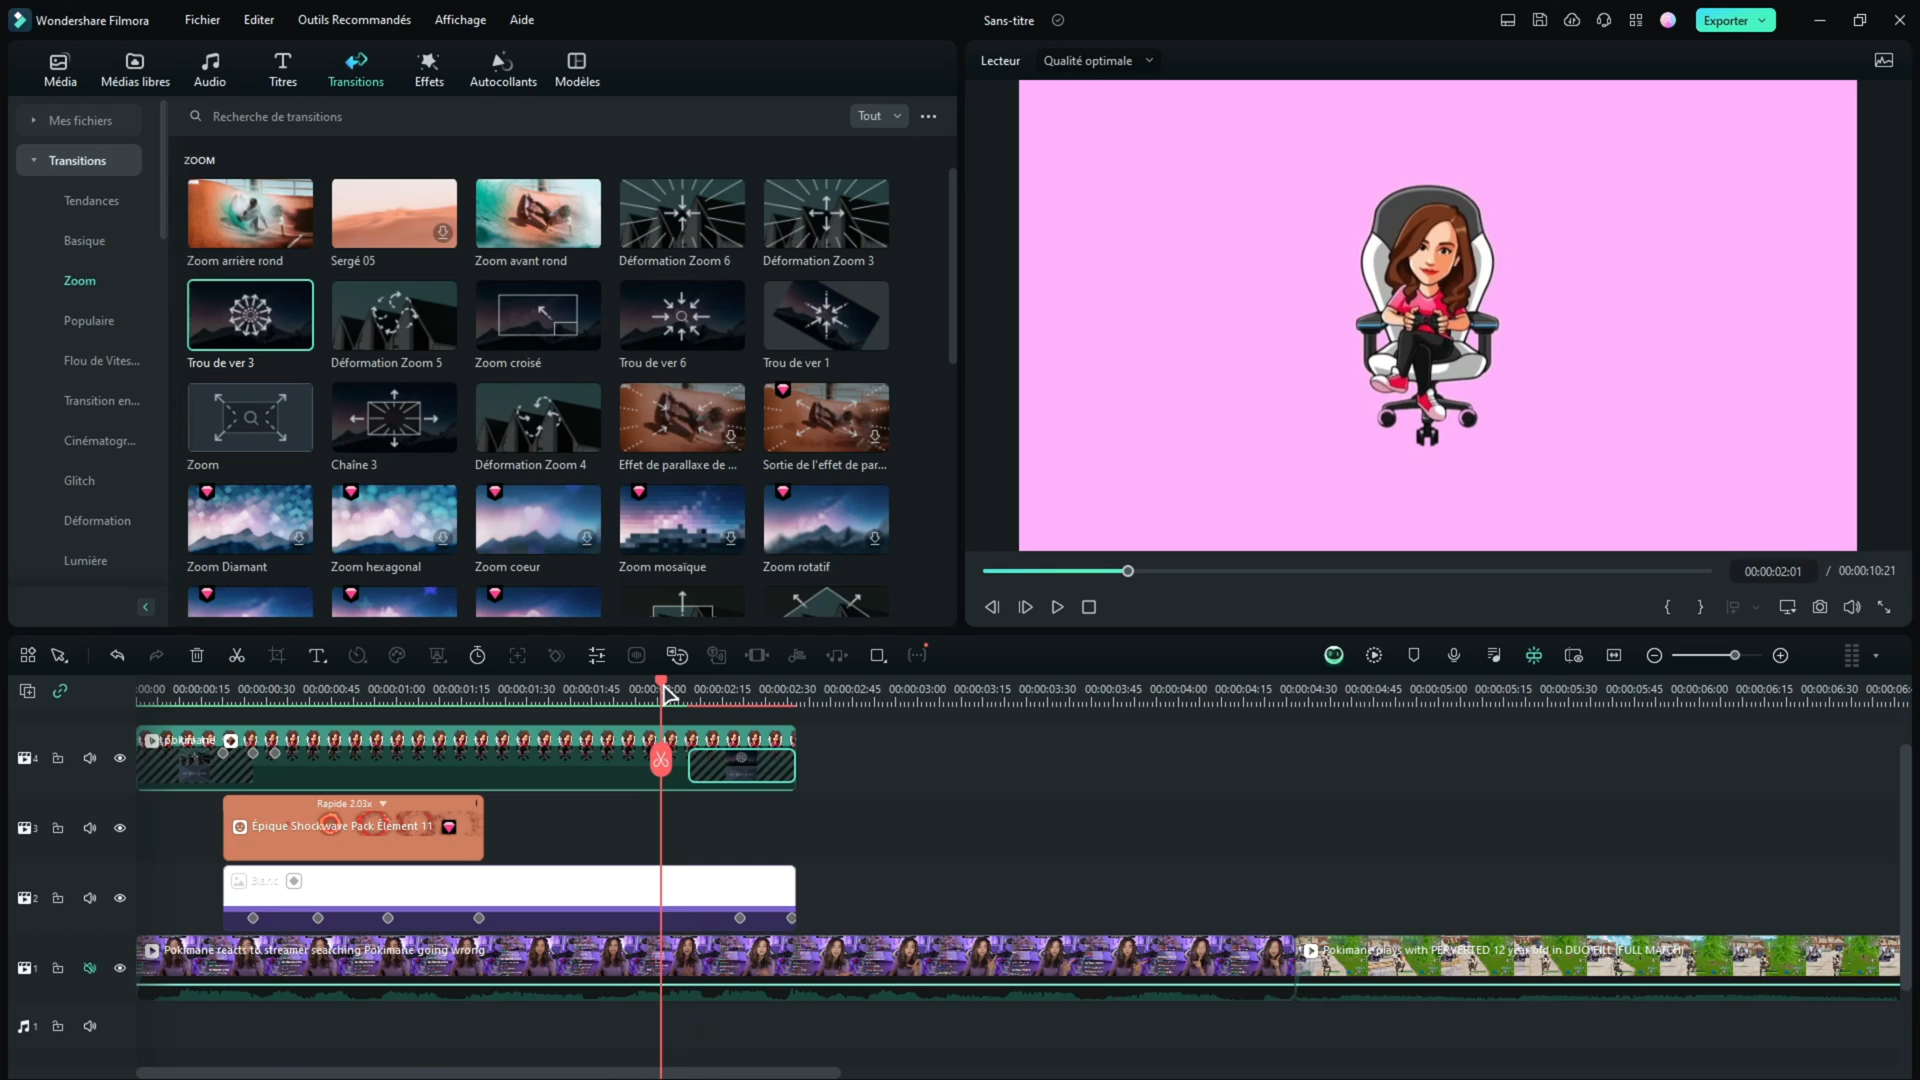 Wondershare Filmora
Fichier
Editer
Outils Recommandés
Affichage
Aide
Sans-titre
Exporter
Média
Médias libres
Audio
Titres
Transitions
Effets
Autocollants
Modèles
Lecteur
Qualité optimale
Mes fichiers
Transitions
Tendances
Basique
Zoom
Populaire
Flou de Vites...
Transition en...
Cinématogr...
Glitch
Déformation
Lumière
Recherche de transitions
Tout
ZOOM
Zoom arrière rond
Sergé 05
Zoom avant rond
Déformation Zoom 6
Déformation Zoom 3
Trou de ver 3
Déformation Zoom 5
Zoom croisé
Trou de ver 6
Trou de ver 1
Zoom
Chaîne 3
Déformation Zoom 4
Effet de parallaxe de ...
Sortie de l'effet de par...
Zoom Diamant
Zoom hexagonal
Zoom coeur
Zoom mosaïque
Zoom rotatif
00:00:02:01 / 00:00:10:21
:00:00 00:00:00:15 00:00:00:30 00:00:00:45 00:00:01:00 00:00:01:15 00:00:01:30 00:00:01:45 00:00:02:15 00:00:02:30 00:00:02:45 00:00:03:00 00:00:03:15 00:00:03:30 00:00:03:45 00:00:04:00 00:00:04:15 00:00:04:30 00:00:04:45 00:00:05:00 00:00:05:15 00:00:05:30 00:00:05:45 00:00:06:00 00:00:06:15 00:00:06:30 00:00:06:
4
pokimane
3
Rapide 2.03x
Épique Shockwave Pack Élement 11
2
Blanc
1
Pokimane reacts to streamer searching Pokimane going wrong
Pokimane plays with PERVERTED 12 year old in DUO FILL (FULL MATCH)
1